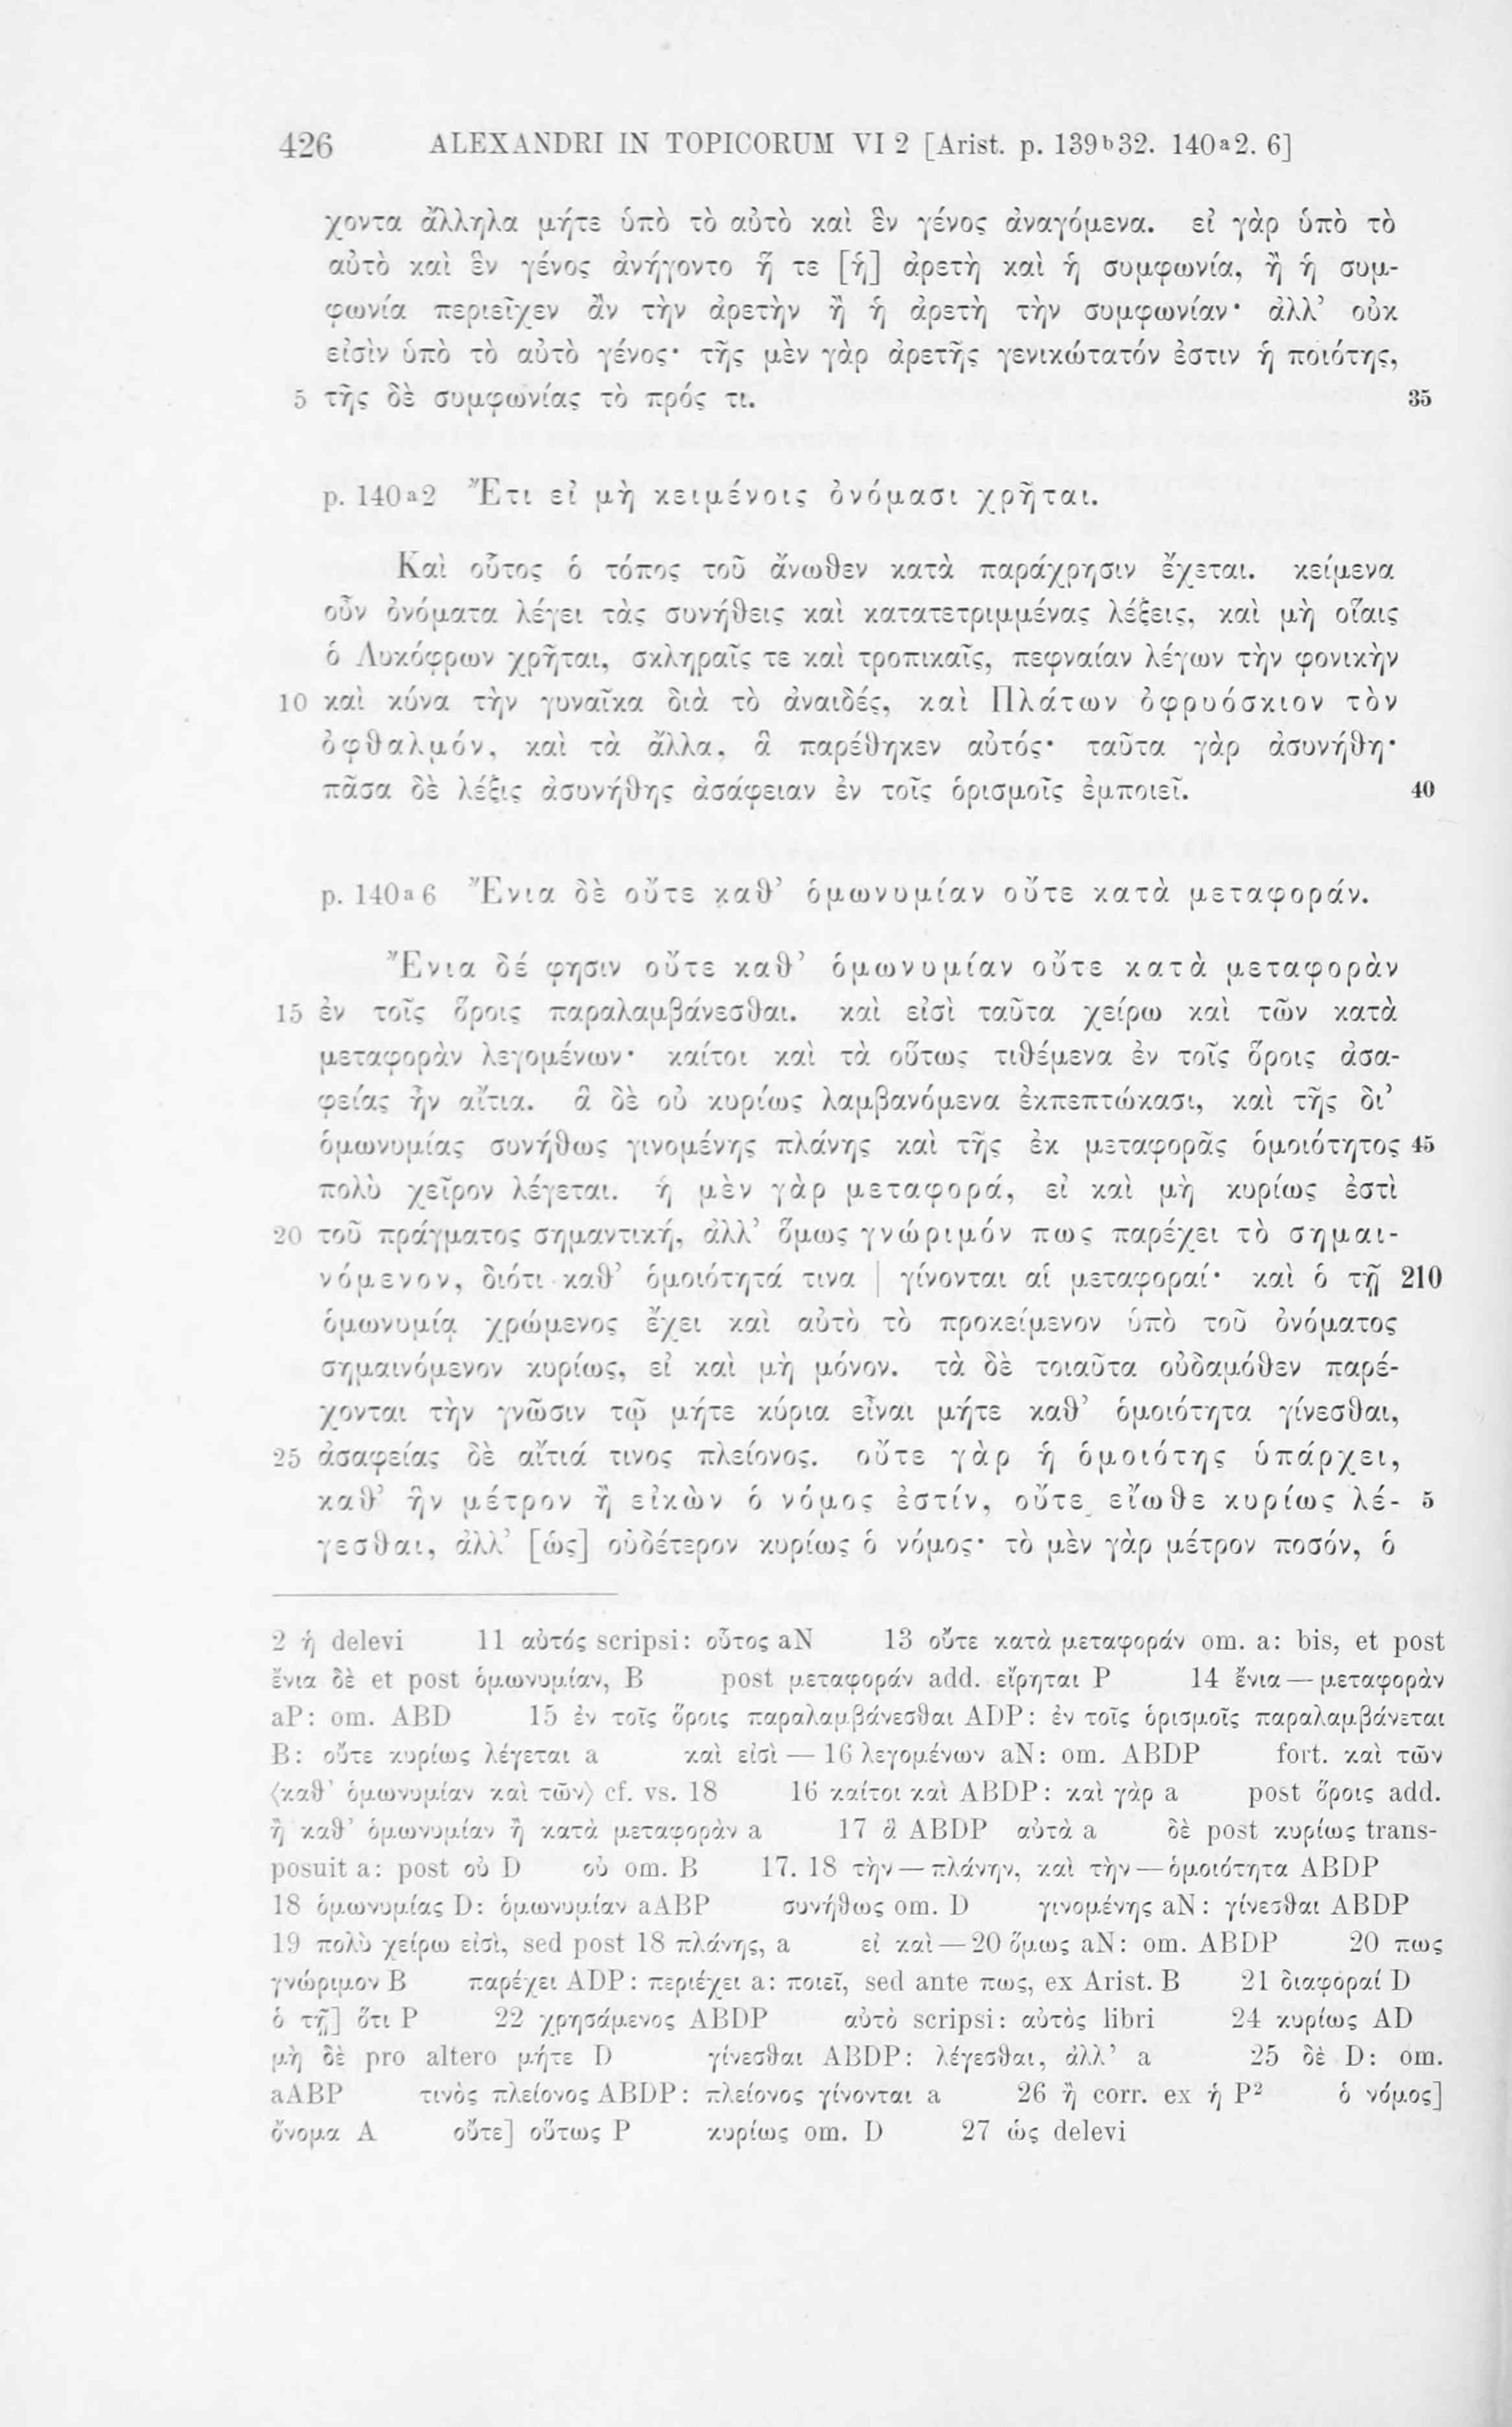 426 ALEXANDRI IN TOPICORUM VI 2 [Arist. p. 139b32. 140a2. 6]
χοντα ἄλληλα μήτε ὑπὸ τὸ αὐτὸ καὶ ἓν γένος ἀναγόμενα. εἰ γὰρ ὑπὸ τὸ
αὐτὸ καὶ ἓν γένος ἀνήγοντο ἥ τε [ἡ] ἀρετὴ καὶ ἡ συμφωνία, ἢ ἡ συμ-
φωνία περιεῖχεν ἂν τὴν ἀρετὴν ἢ ἡ ἀρετὴ τὴν συμφωνίαν· ἀλλ’ οὐκ
εἰσὶν ὑπὸ τὸ αὐτὸ γένος· τῆς μὲν γὰρ ἀρετῆς γενικώτατόν ἐστιν ἡ ποιότης,
5 τῆς δὲ συμφωνίας τὸ πρός τι. 35
p. 140a2 Ἔτι εἰ μὴ κειμένοις ὀνόμασι χρῆται.
Καὶ οὗτος ὁ τόπος τοῦ ἄνωθεν κατὰ παράχρησιν ἔχεται. κείμενα
οὖν ὀνόματα λέγει τὰς συνήθεις καὶ κατατετριμμένας λέξεις, καὶ μὴ οἵαις
ὁ Λυκόφρων χρῆται, σκληραῖς τε καὶ τροπικαῖς, πεφναίαν λέγων τὴν φονικὴν
10 καὶ κύνα τὴν γυναῖκα διὰ τὸ ἀναιδές, καὶ Πλάτων ὀφρυόσκιον τὸν
ὀφθαλμόν, καὶ τὰ ἄλλα, ἃ παρέθηκεν αὐτός· ταῦτα γὰρ ἀσυνήθη·
πᾶσα δὲ λέξις ἀσυνήθης ἀσάφειαν ἐν τοῖς ὁρισμοῖς ἐμποιεῖ. 40
p. 140a6 Ἔνια δὲ οὔτε καθ’ ὁμωνυμίαν οὔτε κατὰ μεταφοράν.
Ἔνια δέ φησιν οὔτε καθ’ ὁμωνυμίαν οὔτε κατὰ μεταφορὰν
15 ἐν τοῖς ὅροις παραλαμβάνεσθαι. καὶ εἰσὶ ταῦτα χείρω καὶ τῶν κατὰ
μεταφορὰν λεγομένων· καίτοι καὶ τὰ οὕτως τιθέμενα ἐν τοῖς ὅροις ἀσα-
φείας ἦν αἴτια. ἃ δὲ οὐ κυρίως λαμβανόμενα ἐκπεπτώκασι, καὶ τῆς δι’
ὁμωνυμίας συνήθως γινομένης πλάνης καὶ τῆς ἐκ μεταφορᾶς ὁμοιότητος 45
πολὺ χεῖρον λέγεται. ἡ μὲν γὰρ μεταφορά, εἰ καὶ μὴ κυρίως ἐστὶ
20 τοῦ πράγματος σημαντική, ἀλλ’ ὅμως γνώριμόν πως παρέχει τὸ σημαι-
νόμενον, διότι καθ’ ὁμοιότητά τινα | γίνονται αἱ μεταφοραί· καὶ ὁ τῇ 210
ὁμωνυμίᾳ χρώμενος ἔχει καὶ αὐτὸ τὸ προκείμενον ὑπὸ τοῦ ὀνόματος
σημαινόμενον κυρίως, εἰ καὶ μὴ μόνον. τὰ δὲ τοιαῦτα οὐδαμόθεν παρέ-
χονται τὴν γνῶσιν τῷ μήτε κύρια εἶναι μήτε καθ’ ὁμοιότητα γίνεσθαι,
25 ἀσαφείας δὲ αἴτιά τινος πλείονος. οὔτε γὰρ ἡ ὁμοιότης ὑπάρχει,
καθ’ ἣν μέτρον ἢ εἰκὼν ὁ νόμος ἐστίν, οὔτε εἴωθε κυρίως λέ- 5
γεσθαι, ἀλλ’ [ὡς] οὐδέτερον κυρίως ὁ νόμος· τὸ μὲν γὰρ μέτρον ποσόν, ὁ
2 ἡ delevi 11 αὐτός scripsi: οὗτος aN 13 οὔτε κατὰ μεταφοράν om. a: bis, et post
ἔνια δὲ et post ὁμωνυμίαν, B post μεταφοράν add. εἴρηται P 14 ἔνια — μεταφορὰν
aP: om. ABD 15 ἐν τοῖς ὅροις παραλαμβάνεσθαι ADP: ἐν τοῖς ὁρισμοῖς παραλαμβάνεται
B: οὔτε κυρίως λέγεται a καὶ εἰσὶ — 16 λεγομένων aN: om. ABDP fort. καὶ τῶν
⟨καθ’ ὁμωνυμίαν καὶ τῶν⟩ cf. vs. 18 16 καίτοι καὶ ABDP: καὶ γὰρ a post ὅροις add.
ἢ καθ’ ὁμωνυμίαν ἢ κατὰ μεταφορὰν a 17 ἃ ABDP αὐτὰ a δὲ post κυρίως trans-
posuit a: post οὐ D οὐ om. B 17. 18 τὴν — πλάνην, καὶ τὴν — ὁμοιότητα ABDP
18 ὁμωνυμίας D: ὁμωνυμίαν aABP συνήθως om. D γινομένης aN: γίνεσθαι ABDP
19 πολὺ χείρω εἰσὶ, sed post 18 πλάνης, a εἰ καὶ — 20 ὅμως aN: om. ABDP 20 πως
γνώριμον B παρέχει ADP: περιέχει a: ποιεῖ, sed ante πως, ex Arist. B 21 διαφοραί D
ὁ τῇ] ὅτι P 22 χρησάμενος ABDP αὐτὸ scripsi: αὐτὸς libri 24 κυρίως AD
μὴ δὲ pro altero μήτε D γίνεσθαι ABDP: λέγεσθαι, ἀλλ’ a 25 δὲ D: om.
aABP τινὸς πλείονος ABDP: πλείονος γίνονται a 26 ἢ corr. ex ἡ P² ὁ νόμος]
ὄνομα A οὔτε] οὕτως P κυρίως om. D 27 ὡς delevi